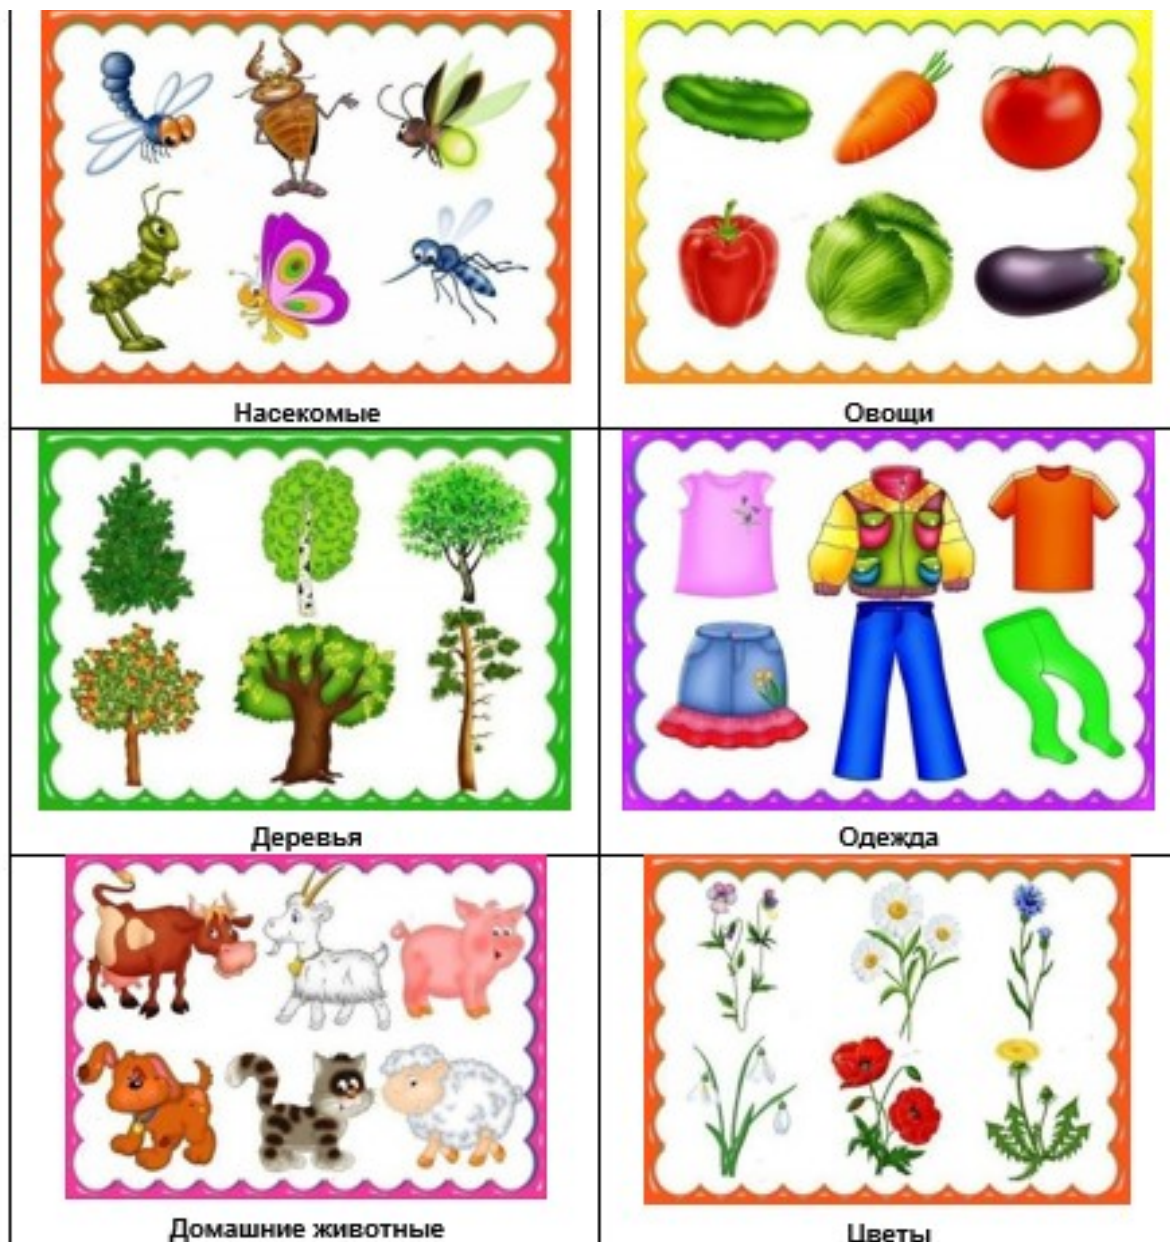 Насекомые
Овощи
Деревья
Одежда
Домашние животные
Цветы